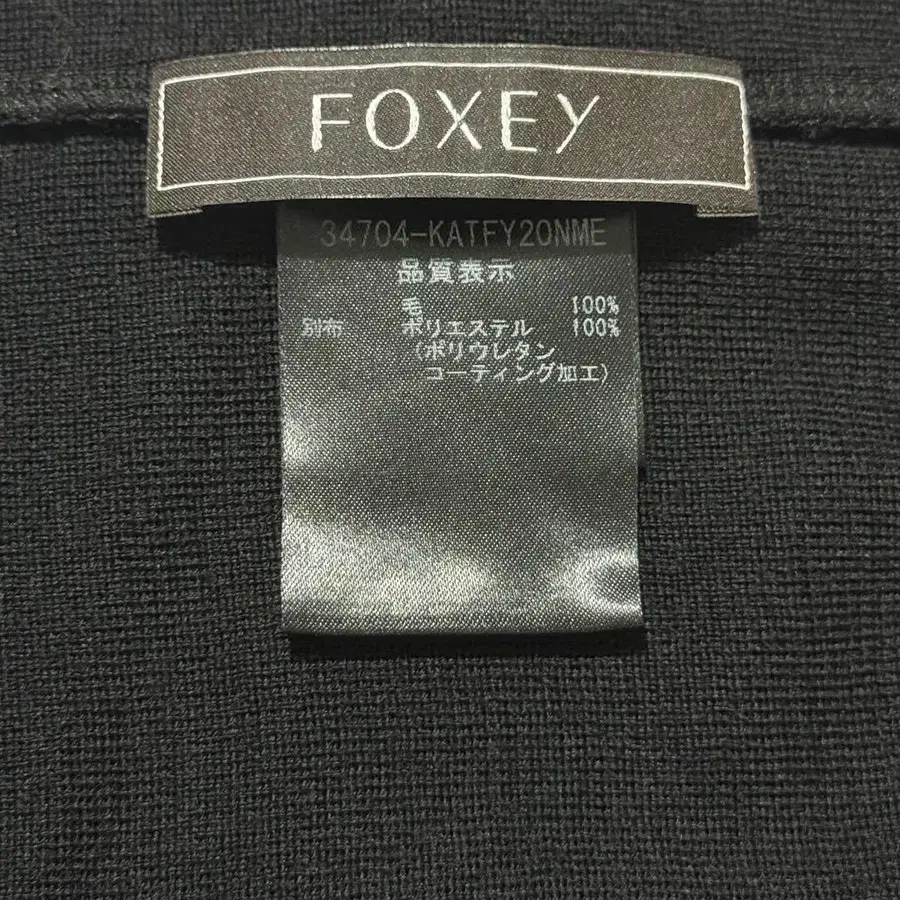 FOXEY
34704-KATFY20NME
品質表示
毛 100%
別布 ポリエステル 100%
(ポリウレタン
コーティング加工)